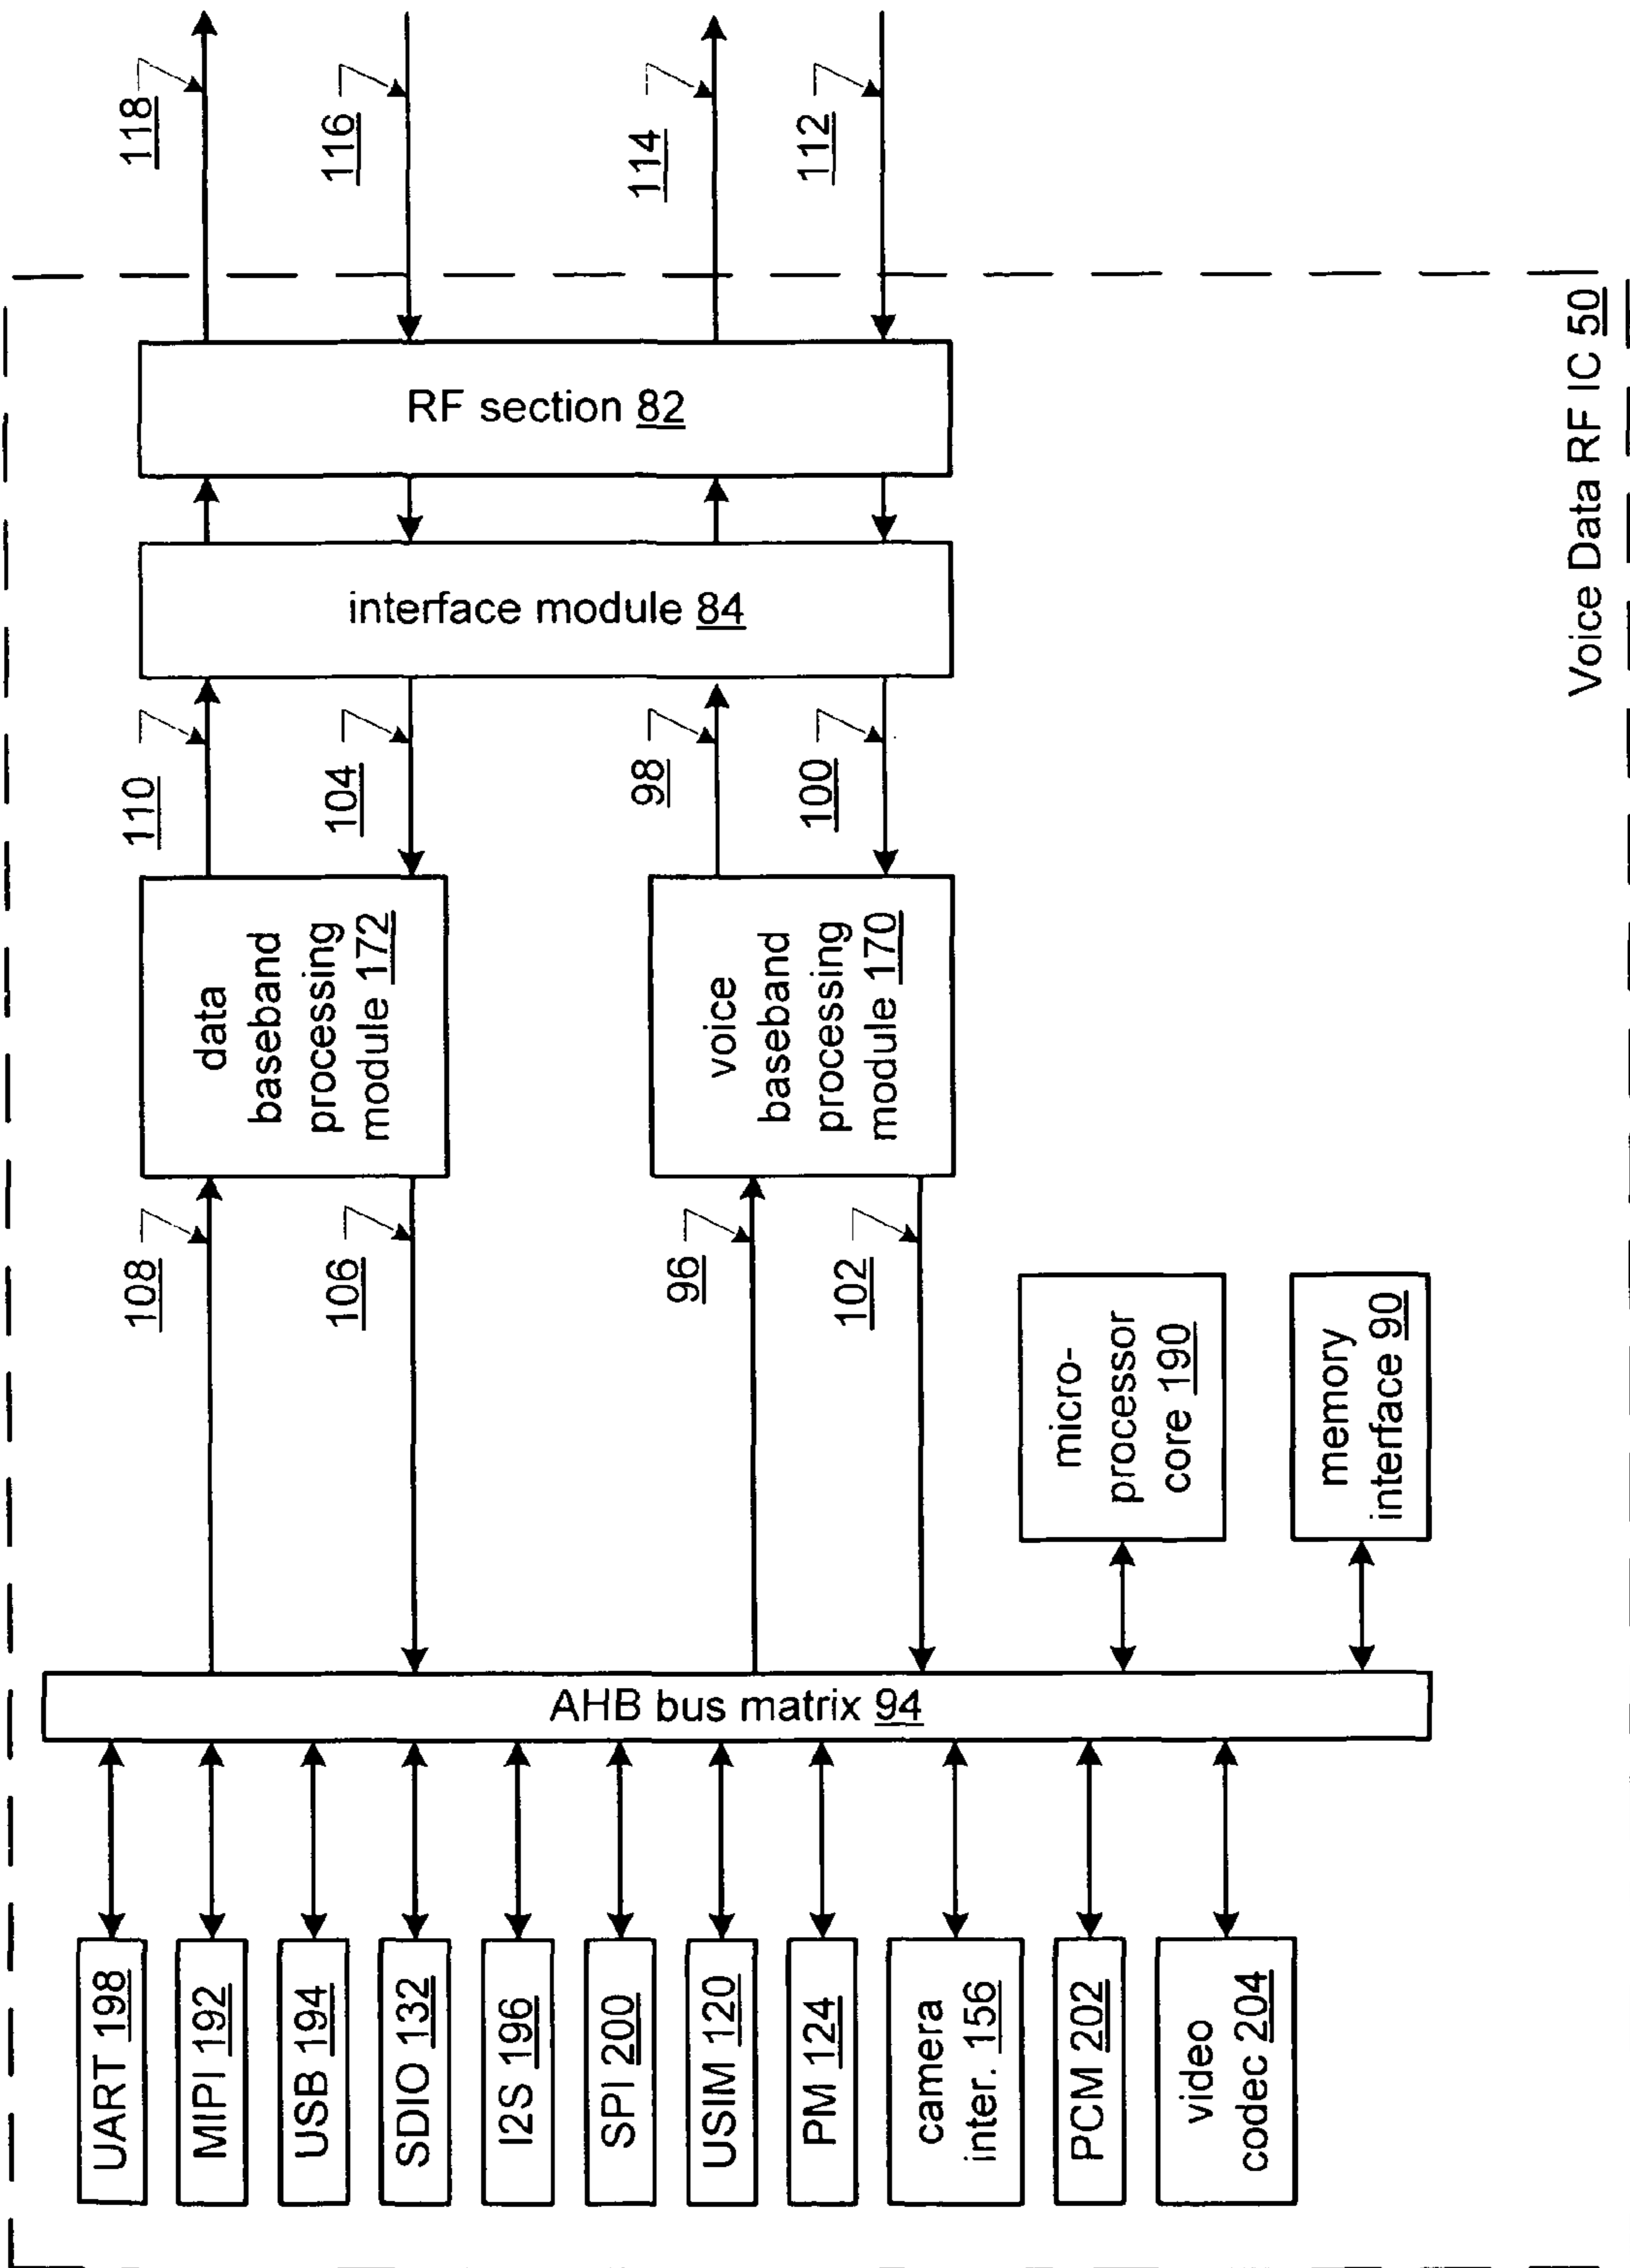 118
116
114
112
RF section 82
interface module 84
110
104
98
100
data
baseband
processing
module 172
voice
baseband
processing
module 170
108
106
96
102
micro-
processor
core 190
memory
interface 90
AHB bus matrix 94
UART 198
MIPI 192
USB 194
SDIO 132
I2S 196
SPI 200
USIM 120
PM 124
camera
inter. 156
PCM 202
video
codec 204
Voice Data RF IC 50